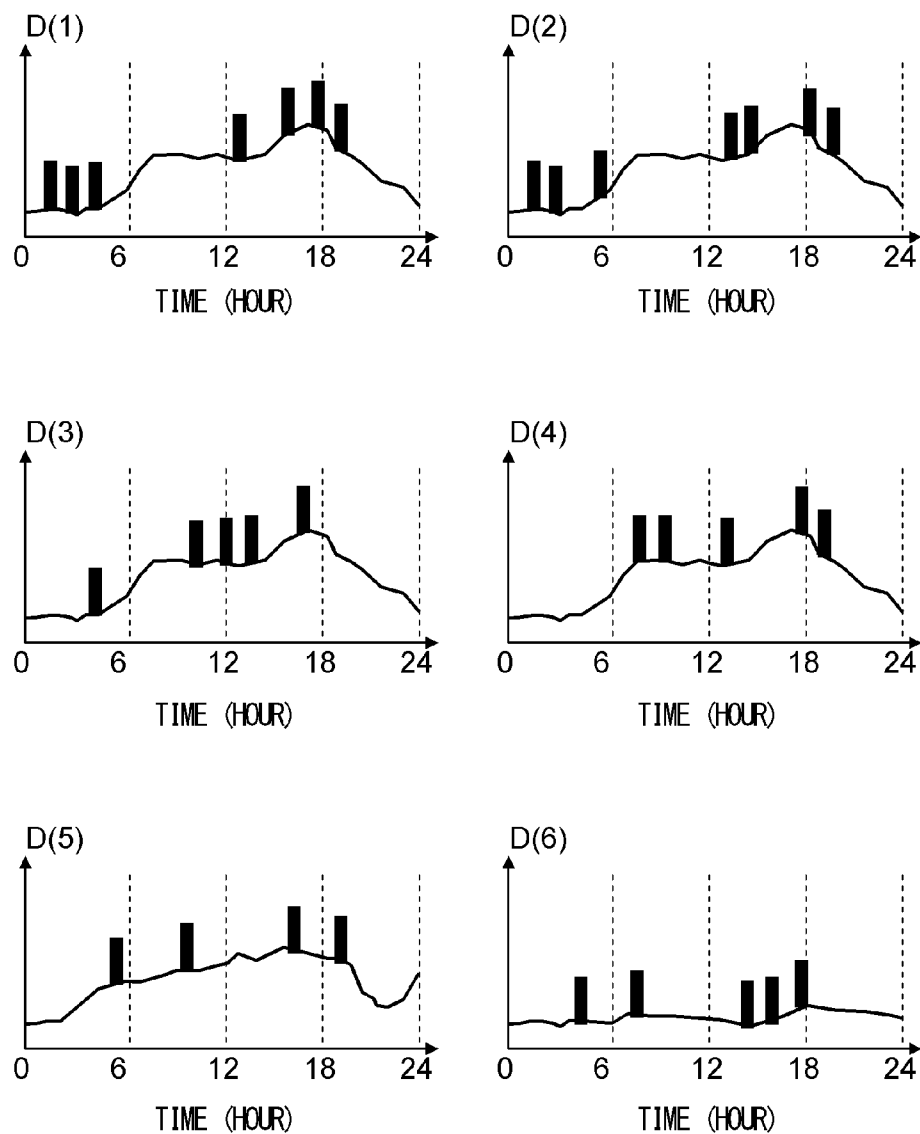 D(1)
0 6 12 18 24
TIME (HOUR)
D(2)
0 6 12 18 24
TIME (HOUR)
D(3)
0 6 12 18 24
TIME (HOUR)
D(4)
0 6 12 18 24
TIME (HOUR)
D(5)
0 6 12 18 24
TIME (HOUR)
D(6)
0 6 12 18 24
TIME (HOUR)